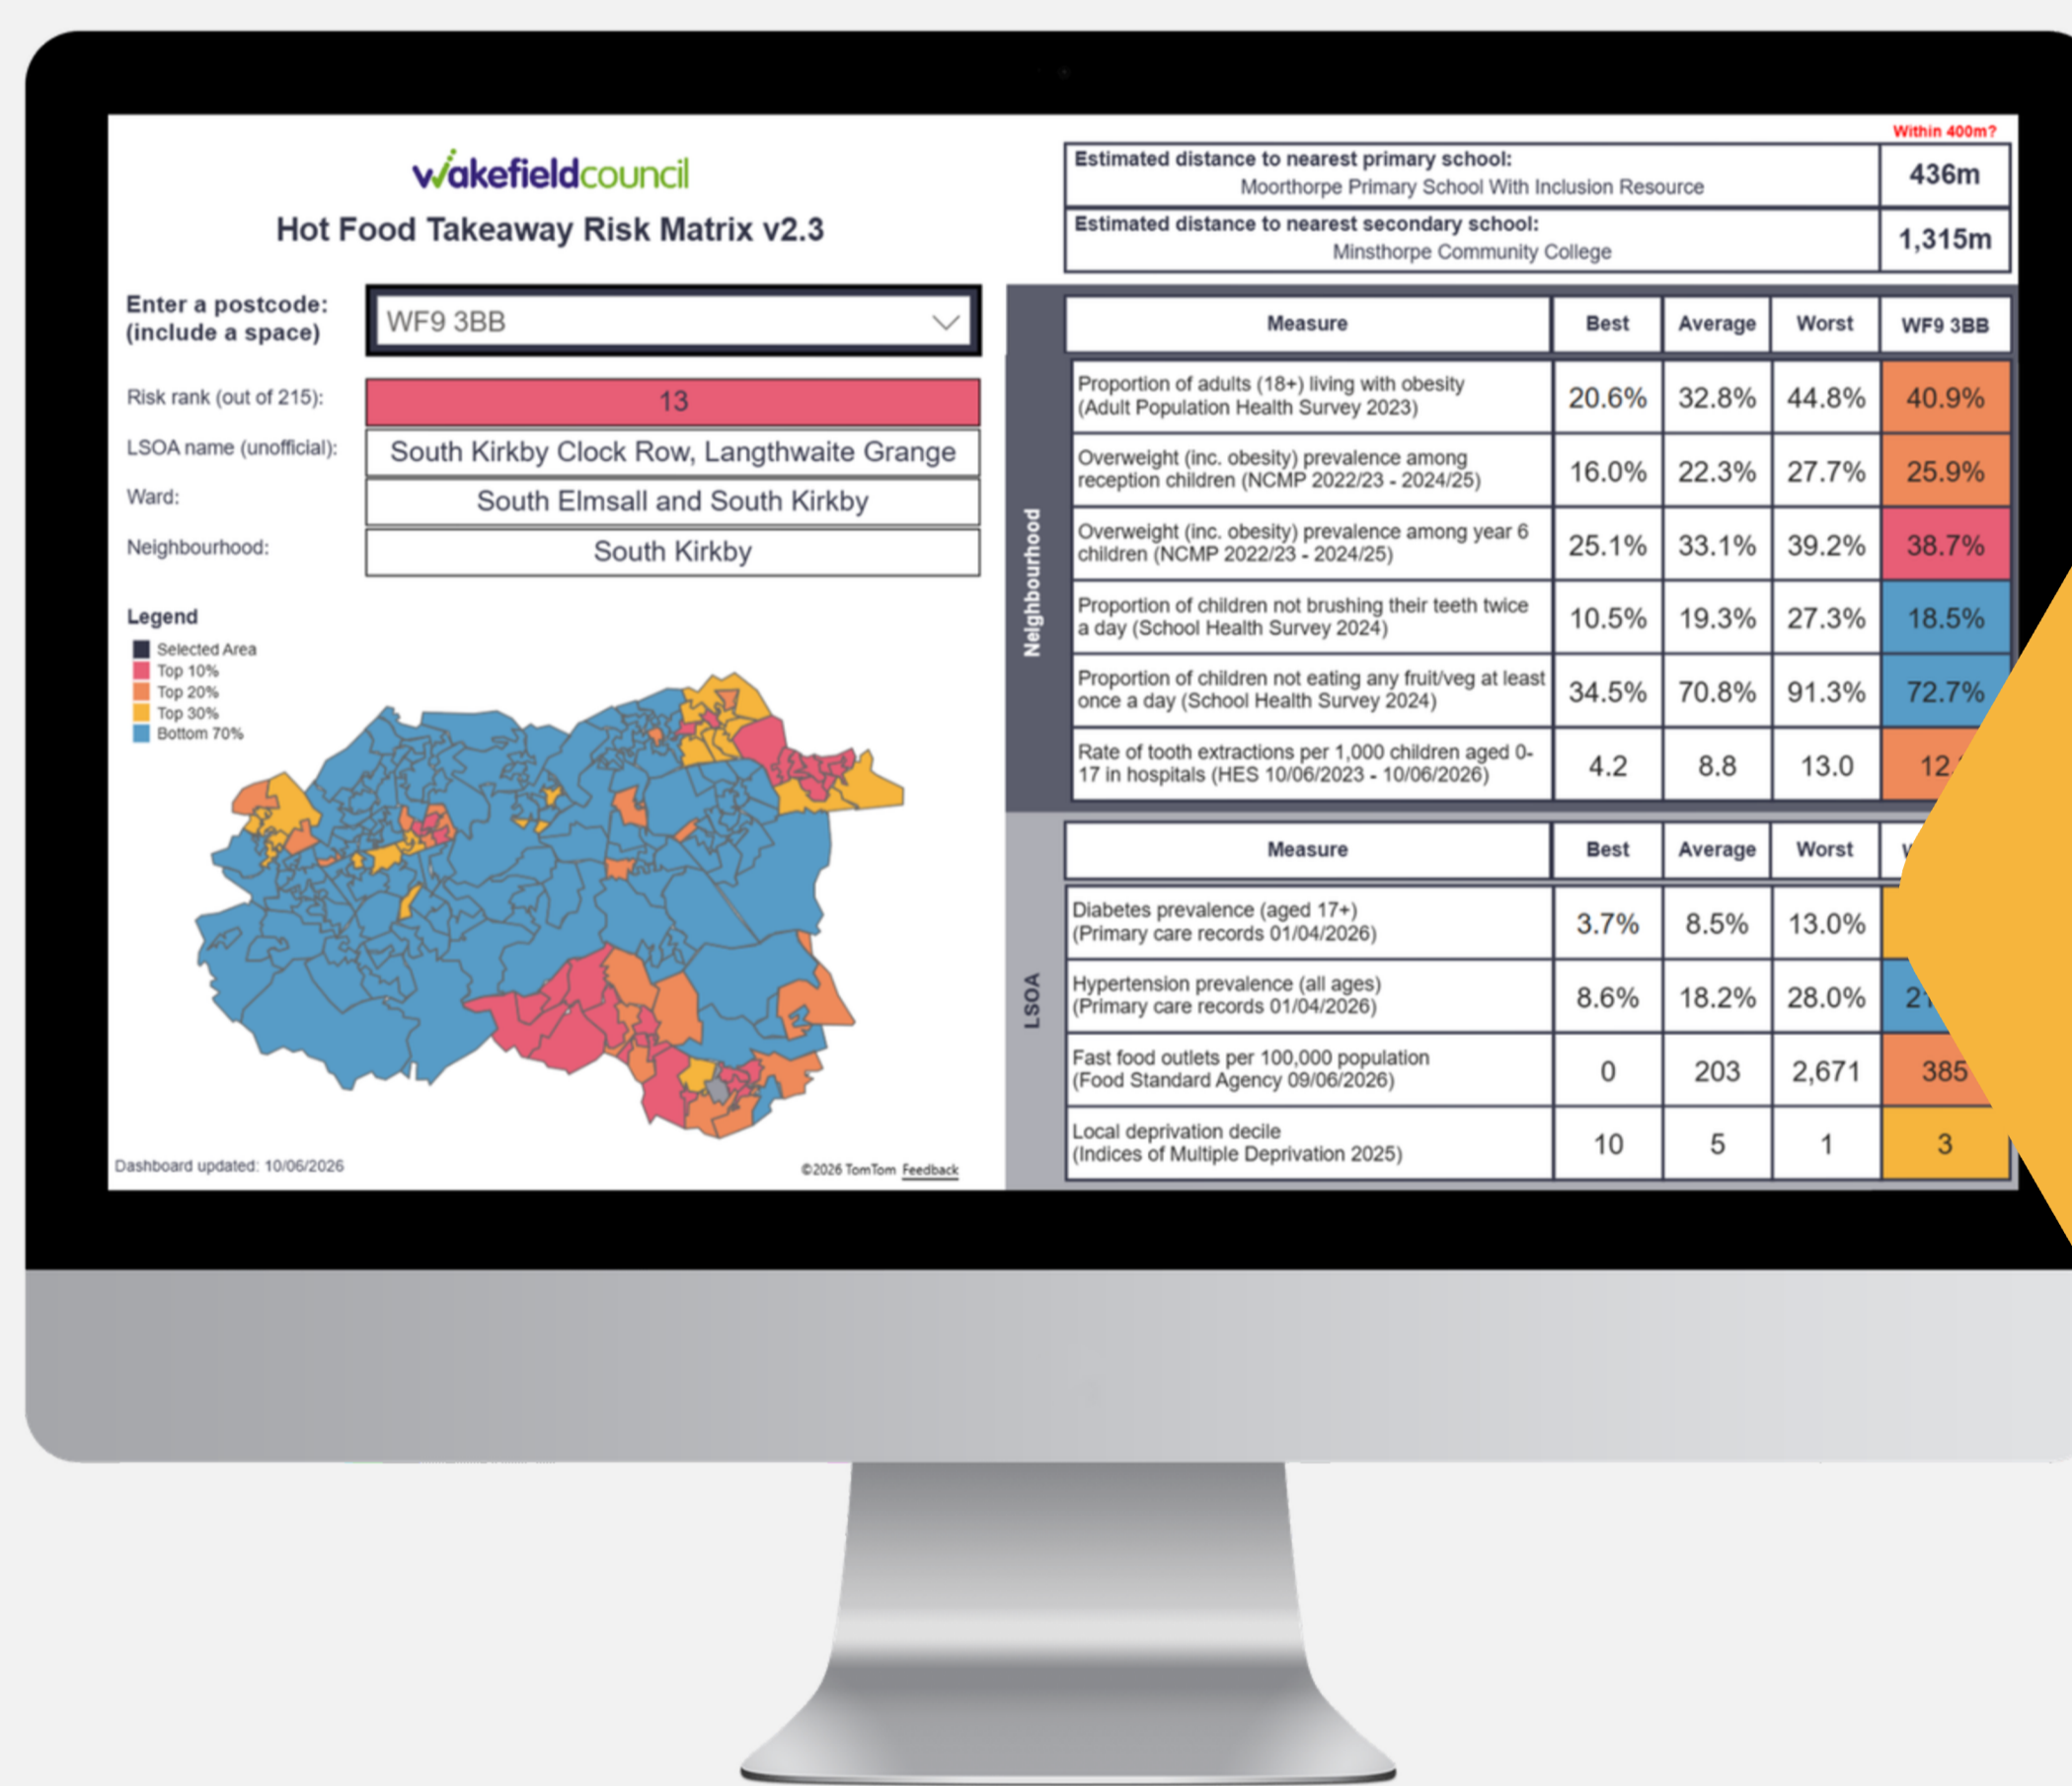 wakefieldcouncil
Hot Food Takeaway Risk Matrix v2.3
Enter a postcode:
(include a space)
WF9 3BB
Risk rank (out of 215):
13
LSOA name (unofficial):
South Kirkby Clock Row, Langthwaite Grange
Ward:
South Elmsall and South Kirkby
Neighbourhood:
South Kirkby
Legend
Selected Area
Top 10%
Top 20%
Top 30%
Bottom 70%
Dashboard updated: 10/06/2026
©2026 TomTom Feedback
Within 400m?
Estimated distance to nearest primary school:
Moorthorpe Primary School With Inclusion Resource
436m
Estimated distance to nearest secondary school:
Minsthorpe Community College
1,315m
Neighbourhood
Measure Best Average Worst WF9 3BB
Proportion of adults (18+) living with obesity
(Adult Population Health Survey 2023)
20.6% 32.8% 44.8% 40.9%
Overweight (inc. obesity) prevalence among
reception children (NCMP 2022/23 - 2024/25)
16.0% 22.3% 27.7% 25.9%
Overweight (inc. obesity) prevalence among year 6
children (NCMP 2022/23 - 2024/25)
25.1% 33.1% 39.2% 38.7%
Proportion of children not brushing their teeth twice
a day (School Health Survey 2024)
10.5% 19.3% 27.3% 18.5%
Proportion of children not eating any fruit/veg at least
once a day (School Health Survey 2024)
34.5% 70.8% 91.3% 72.7%
Rate of tooth extractions per 1,000 children aged 0-
17 in hospitals (HES 10/06/2023 - 10/06/2026)
4.2 8.8 13.0
LSOA
Measure Best Average Worst
Diabetes prevalence (aged 17+)
(Primary care records 01/04/2026)
3.7% 8.5% 13.0%
Hypertension prevalence (all ages)
(Primary care records 01/04/2026)
8.6% 18.2% 28.0%
Fast food outlets per 100,000 population
(Food Standard Agency 09/06/2026)
0 203 2,671 385
Local deprivation decile
(Indices of Multiple Deprivation 2025)
10 5 1 3